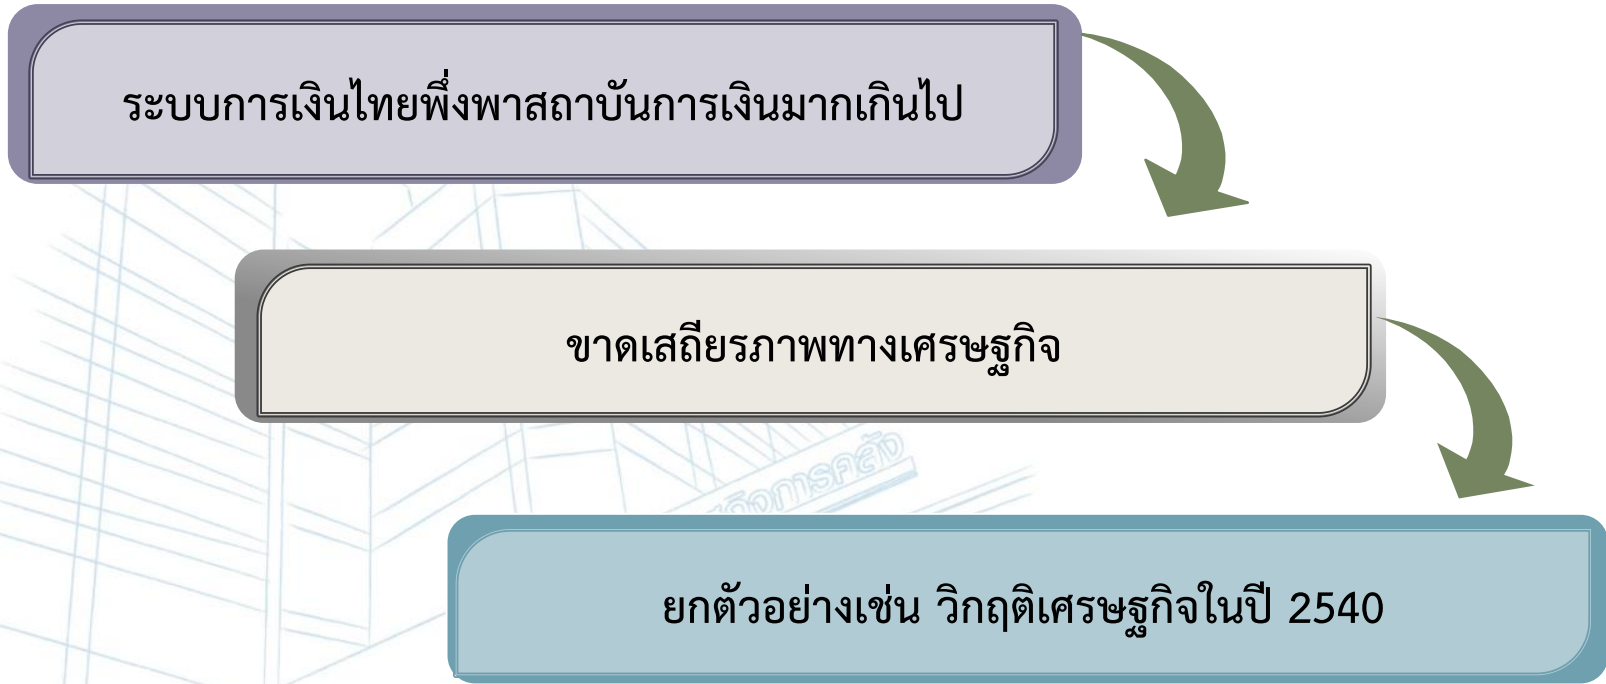 ระบบการเงินไทยพึ่งพาสถาบันการเงินมากเกินไป
ขาดเสถียรภาพทางเศรษฐกิจ
ยกตัวอย่างเช่น วิกฤติเศรษฐกิจในปี 2540